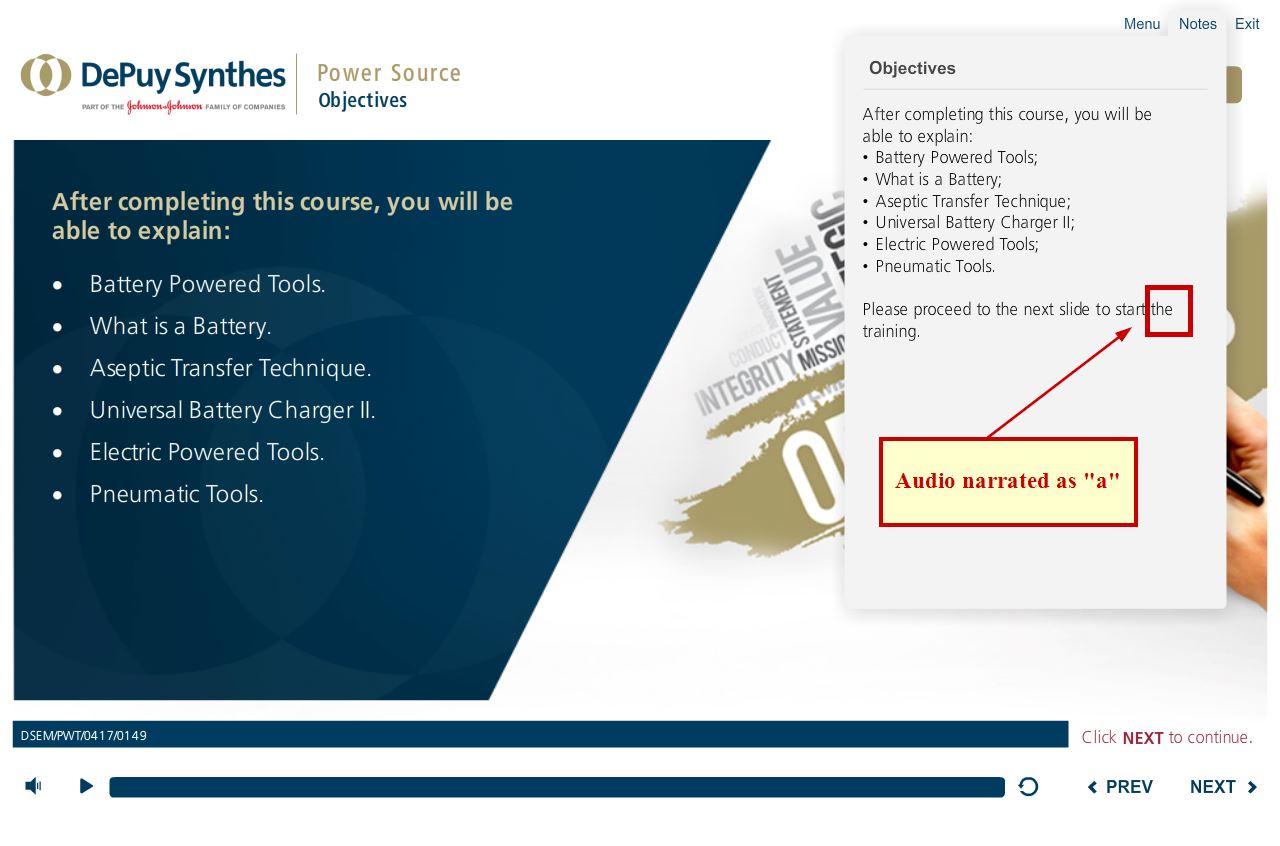 Menu Notes Exit
DePuy Synthes
PART OF THE Johnson & Johnson FAMILY OF COMPANIES
Power Source
Objectives
After completing this course, you will be
able to explain:
• Battery Powered Tools.
• What is a Battery.
• Aseptic Transfer Technique.
• Universal Battery Charger II.
• Electric Powered Tools.
• Pneumatic Tools.
Objectives
After completing this course, you will be
able to explain:
• Battery Powered Tools;
• What is a Battery;
• Aseptic Transfer Technique;
• Universal Battery Charger II;
• Electric Powered Tools;
• Pneumatic Tools.
Please proceed to the next slide to start the
training.
Audio narrated as "a"
STATEMENT
VALUE
CONDUCT
INTEGRITY
DSEM/PWT/0417/0149
Click NEXT to continue.
PREV NEXT